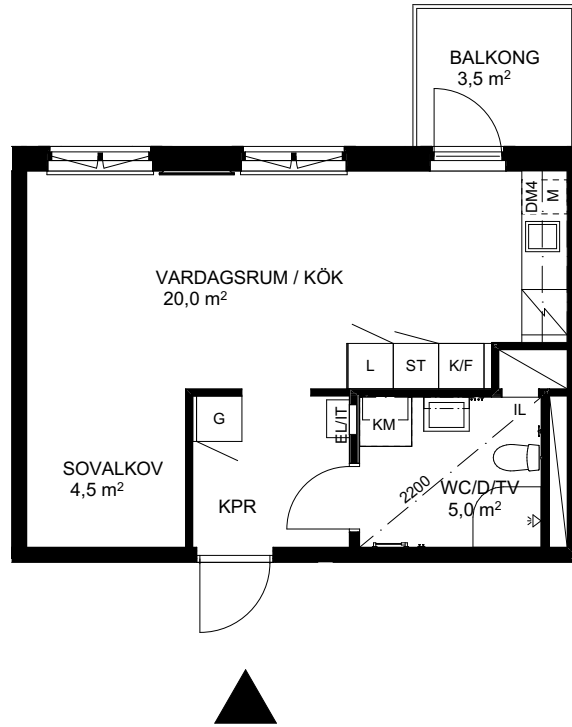 BALKONG
3,5 m²
DM4
M
VARDAGSRUM / KÖK
20,0 m²
L
ST
K/F
G
EL/IT
KM
IL
SOVALKOV
4,5 m²
KPR
2200
WC/D/TV
5,0 m²